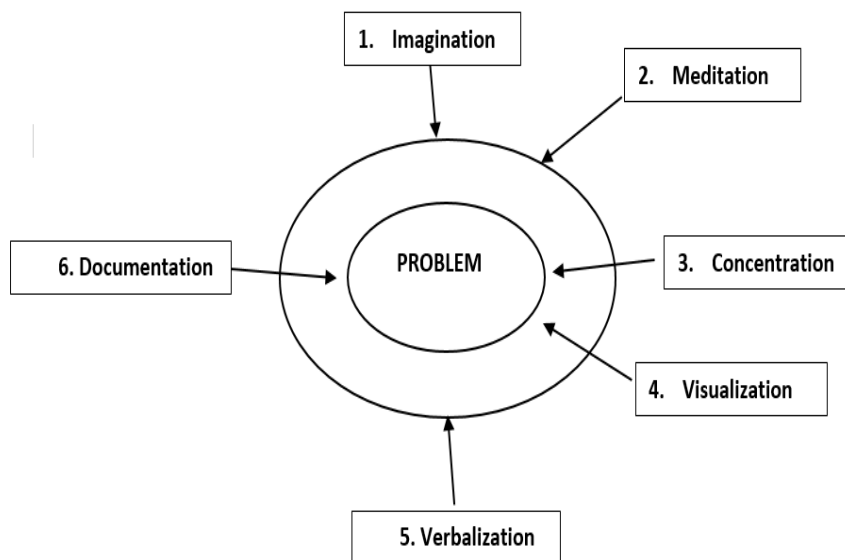 1. Imagination
2. Meditation
PROBLEM
3. Concentration
6. Documentation
4. Visualization
5. Verbalization